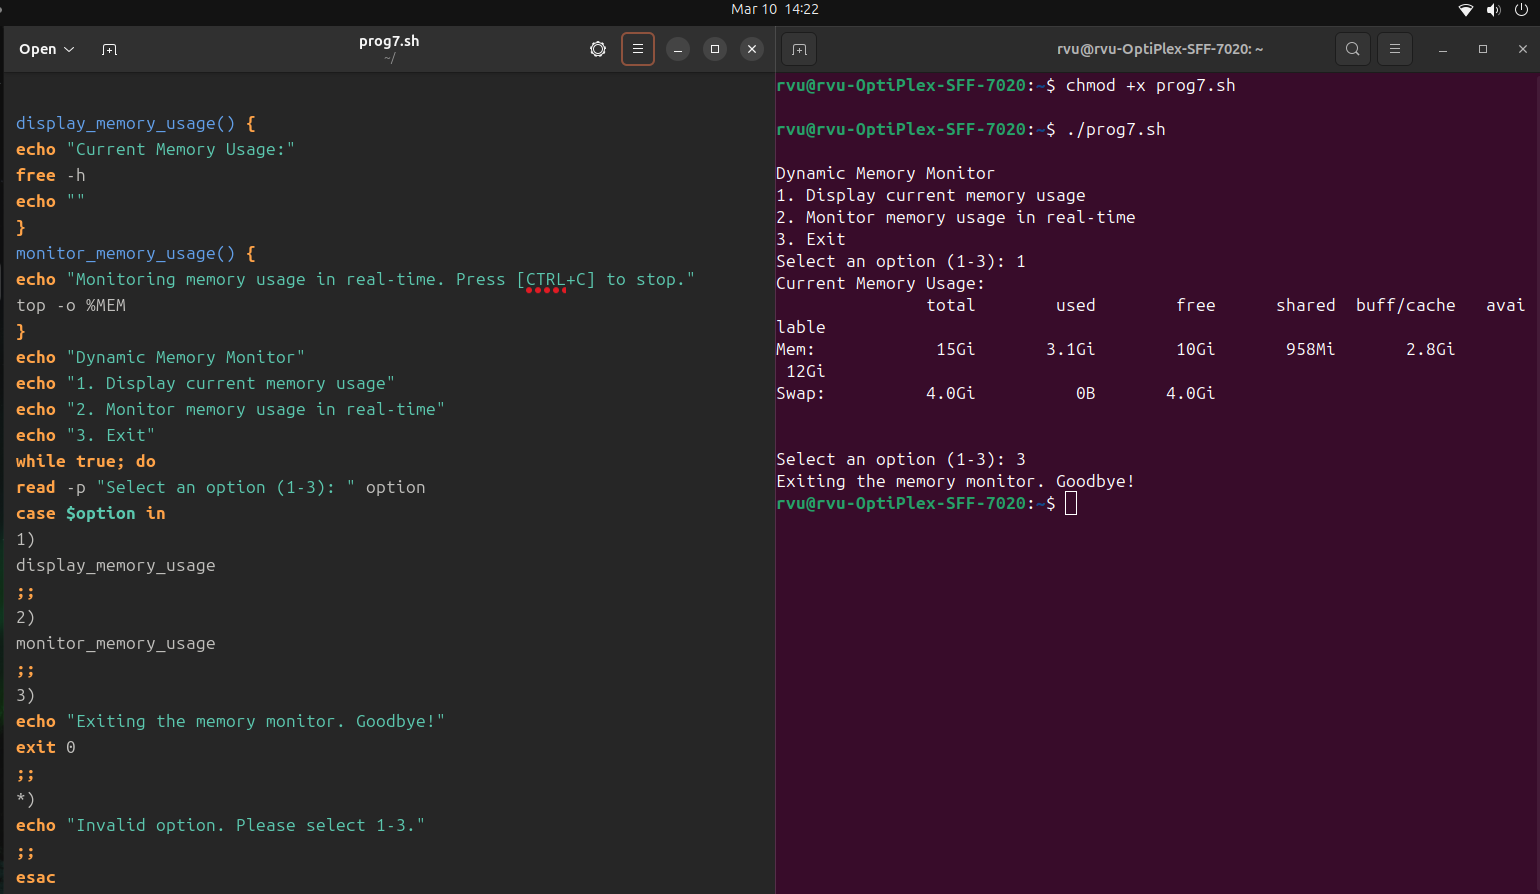 Mar 10 14:22
Open
prog7.sh
~/
display_memory_usage() {
echo "Current Memory Usage:"
free -h
echo ""
}
monitor_memory_usage() {
echo "Monitoring memory usage in real-time. Press [CTRL+C] to stop."
top -o %MEM
}
echo "Dynamic Memory Monitor"
echo "1. Display current memory usage"
echo "2. Monitor memory usage in real-time"
echo "3. Exit"
while true; do
read -p "Select an option (1-3): " option
case $option in
1)
display_memory_usage
;;
2)
monitor_memory_usage
;;
3)
echo "Exiting the memory monitor. Goodbye!"
exit 0
;;
*)
echo "Invalid option. Please select 1-3."
;;
esac
rvu@rvu-OptiPlex-SFF-7020: ~
rvu@rvu-OptiPlex-SFF-7020:~$ chmod +x prog7.sh
rvu@rvu-OptiPlex-SFF-7020:~$ ./prog7.sh
Dynamic Memory Monitor
1. Display current memory usage
2. Monitor memory usage in real-time
3. Exit
Select an option (1-3): 1
Current Memory Usage:
               total        used        free      shared  buff/cache   avai
lable
Mem:            15Gi       3.1Gi        10Gi       958Mi       2.8Gi
 12Gi
Swap:          4.0Gi          0B       4.0Gi
Select an option (1-3): 3
Exiting the memory monitor. Goodbye!
rvu@rvu-OptiPlex-SFF-7020:~$